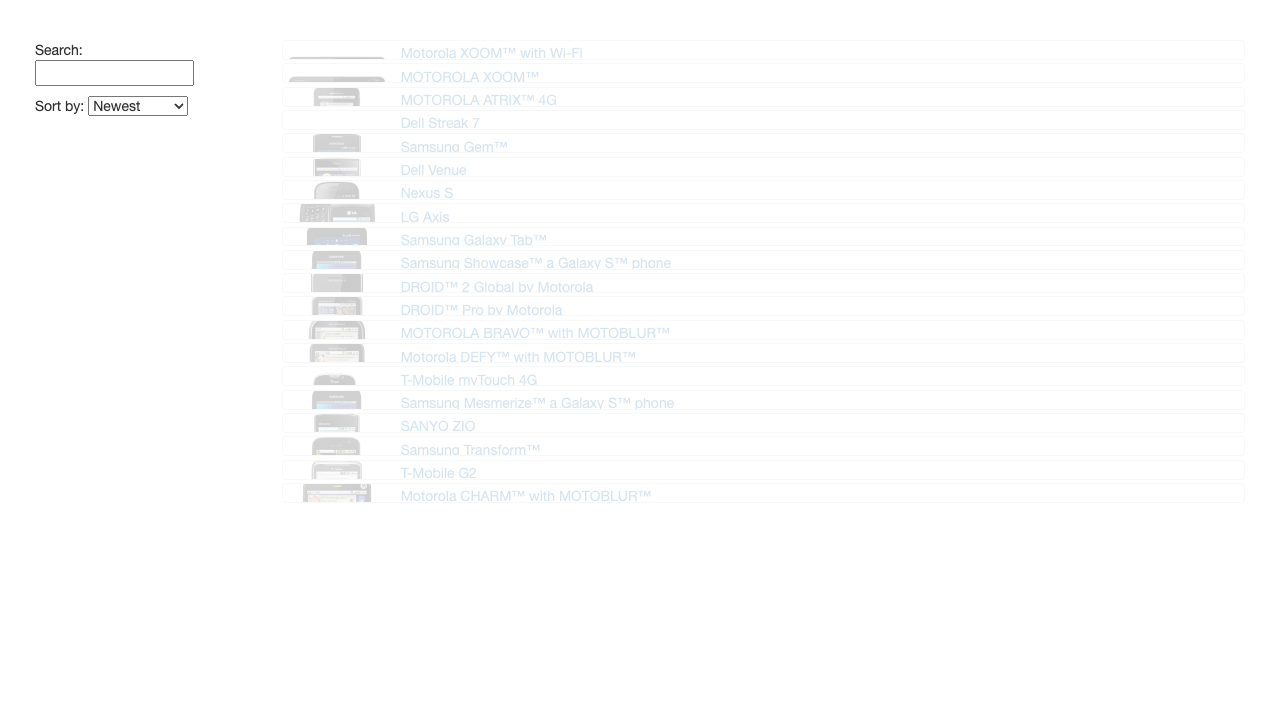 Search:
Sort by: Newest
Motorola XOOM™ with Wi-Fi
MOTOROLA XOOM™
MOTOROLA ATRIX™ 4G
Dell Streak 7
Samsung Gem™
Dell Venue
Nexus S
LG Axis
Samsung Galaxy Tab™
Samsung Showcase™ a Galaxy S™ phone
DROID™ 2 Global by Motorola
DROID™ Pro by Motorola
MOTOROLA BRAVO™ with MOTOBLUR™
Motorola DEFY™ with MOTOBLUR™
T-Mobile myTouch 4G
Samsung Mesmerize™ a Galaxy S™ phone
SANYO ZIO
Samsung Transform™
T-Mobile G2
Motorola CHARM™ with MOTOBLUR™